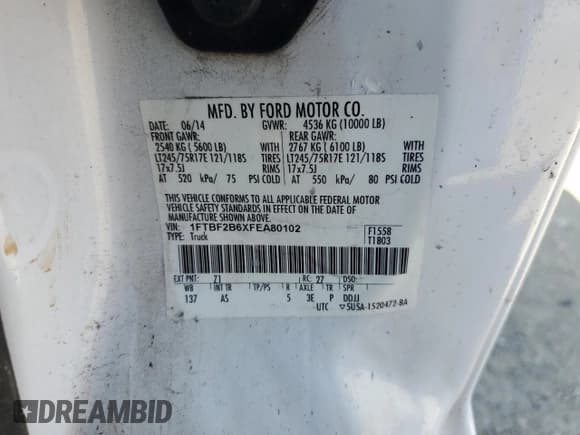 MFD. BY FORD MOTOR CO.
DATE: 06/14 GVWR: 4536 KG (10000 LB)
FRONT GAWR: REAR GAWR:
2540 KG ( 5600 LB) WITH 2767 KG ( 6100 LB) WITH
LT245/75R17E 121/118S TIRES LT245/75R17E 121/118S TIRES
17x7.5J RIMS 17x7.5J RIMS
AT 520 kPa/ 75 PSI COLD AT 550 kPa/ 80 PSI COLD
THIS VEHICLE CONFORMS TO ALL APPLICABLE FEDERAL MOTOR
VEHICLE SAFETY STANDARDS IN EFFECT ON THE DATE OF
MANUFACTURE SHOWN ABOVE.
VIN: 1FTBF2B6XFEA80102 F1558
TYPE: Truck T1803
EXT PNT: Z1 RC: 27 DSO:
WB INT TR TP/PS R AXLE TR SPR
137 AS 5 3E P DDJJ
UTC 5U5A-1520472-BA
DREAMBID